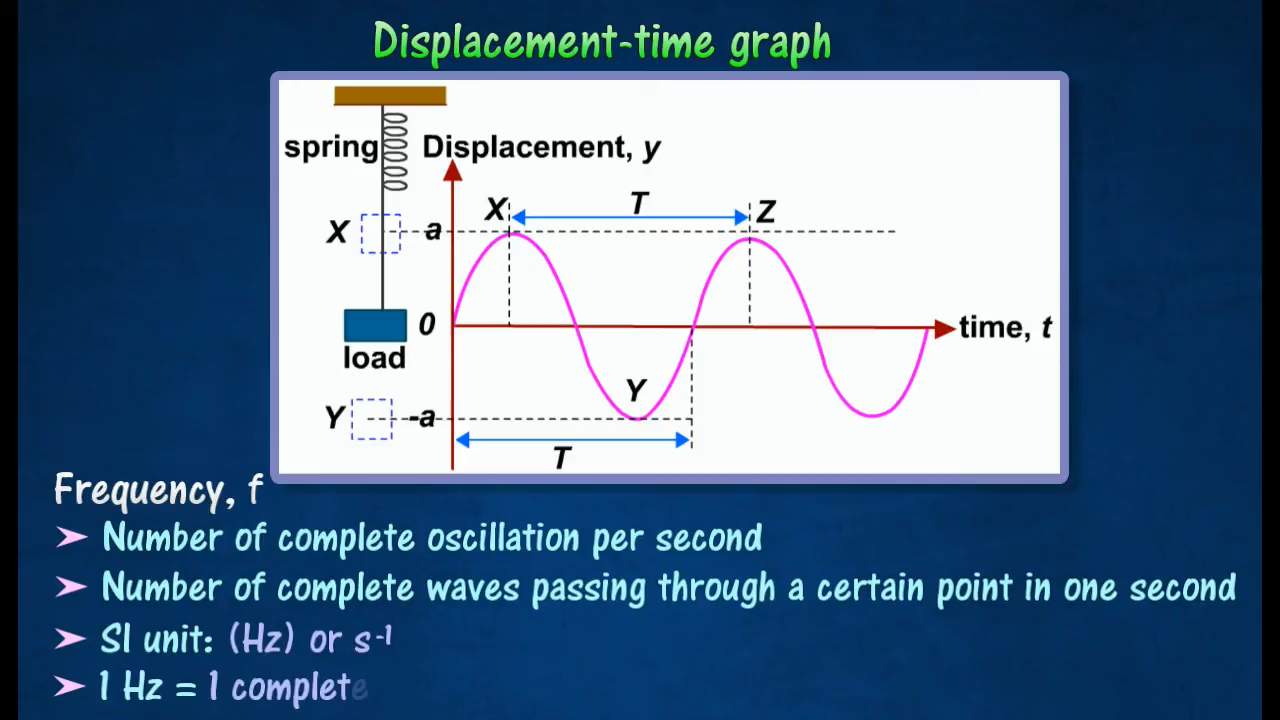 Displacement-time graph
spring
Displacement, y
X
T
Z
X
a
0
time, t
load
Y
Y
-a
T
Frequency, f
➢ Number of complete oscillation per second
➢ Number of complete waves passing through a certain point in one second
➢ SI unit: (Hz) or s⁻¹
➢ 1 Hz = 1 complete